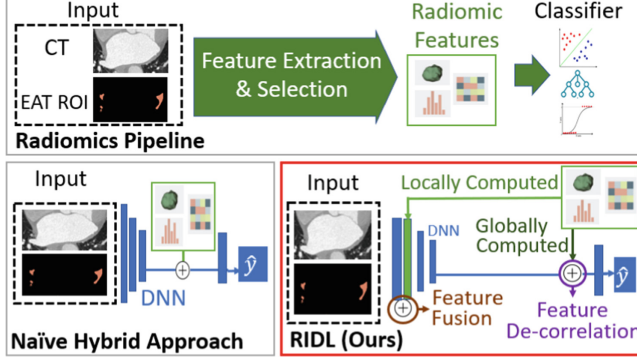 Input
CT
EAT ROI
Radiomics Pipeline
Feature Extraction
& Selection
Radiomic
Features
Classifier
Input
DNN
ŷ
Naïve Hybrid Approach
Input
Locally Computed
DNN
Globally
Computed
ŷ
Feature
Fusion
Feature
De-correlation
RIDL (Ours)